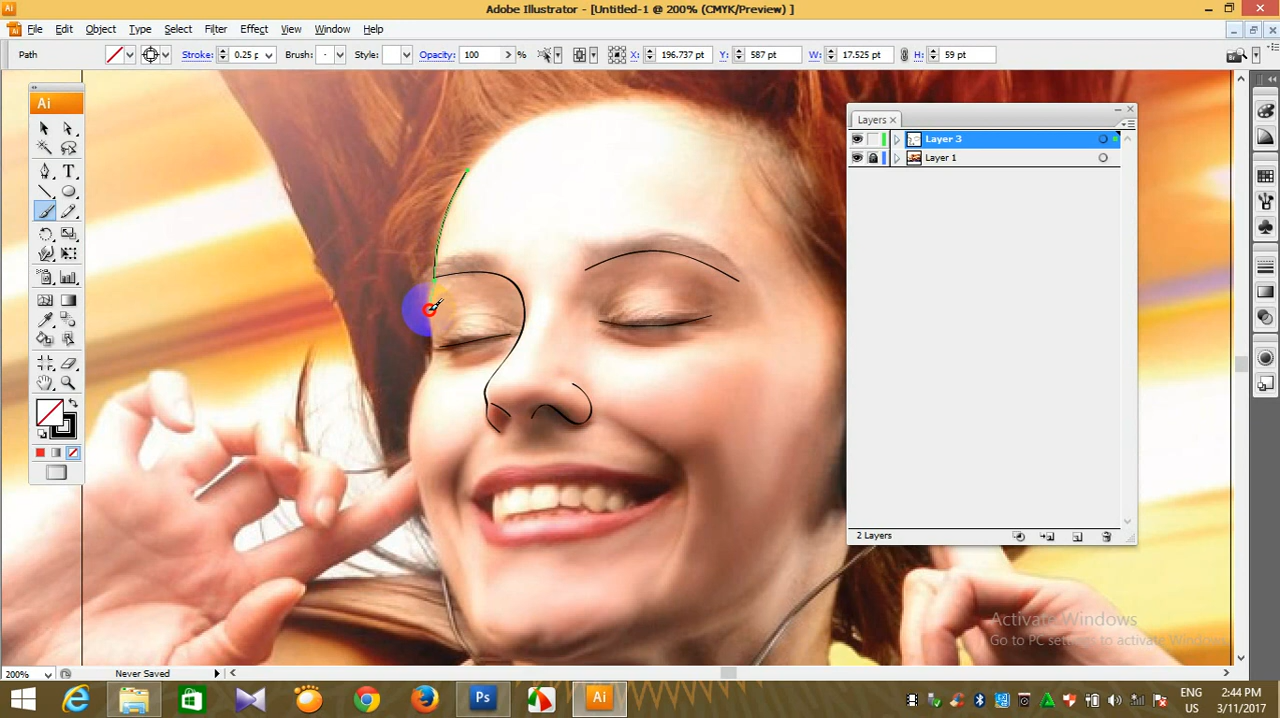 Ai
Adobe Illustrator - [Untitled-1 @ 200% (CMYK/Preview) ]
File Edit Object Type Select Filter Effect View Window Help
Path Stroke: 0.25 p Brush: Style: Opacity: 100 % X: 196.737 pt Y: 587 pt W: 17.525 pt H: 59 pt
Ai
Layers
Layer 3
Layer 1
2 Layers
Activate Windows
Go to PC settings to activate Windows.
200% Never Saved
Ps Ai
ENG 2:44 PM
US 3/11/2017